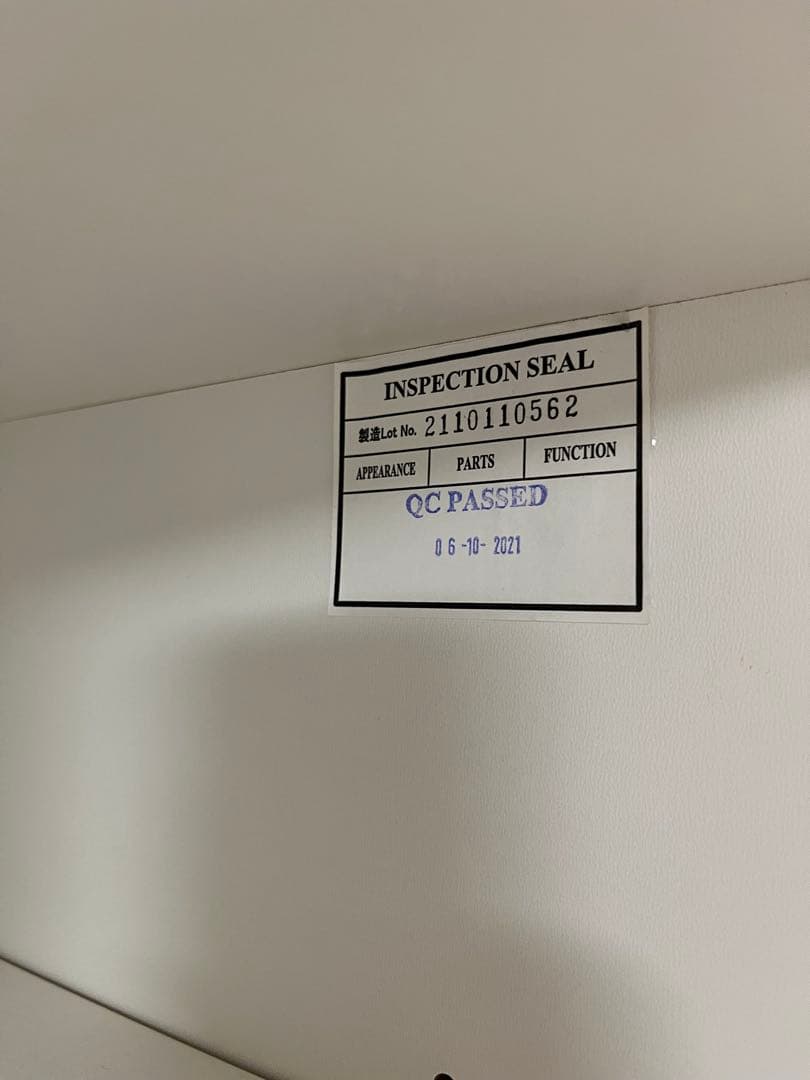 INSPECTION SEAL
製造Lot No. 2110110562
APPEARANCE PARTS FUNCTION
QC PASSED
06-10-2021